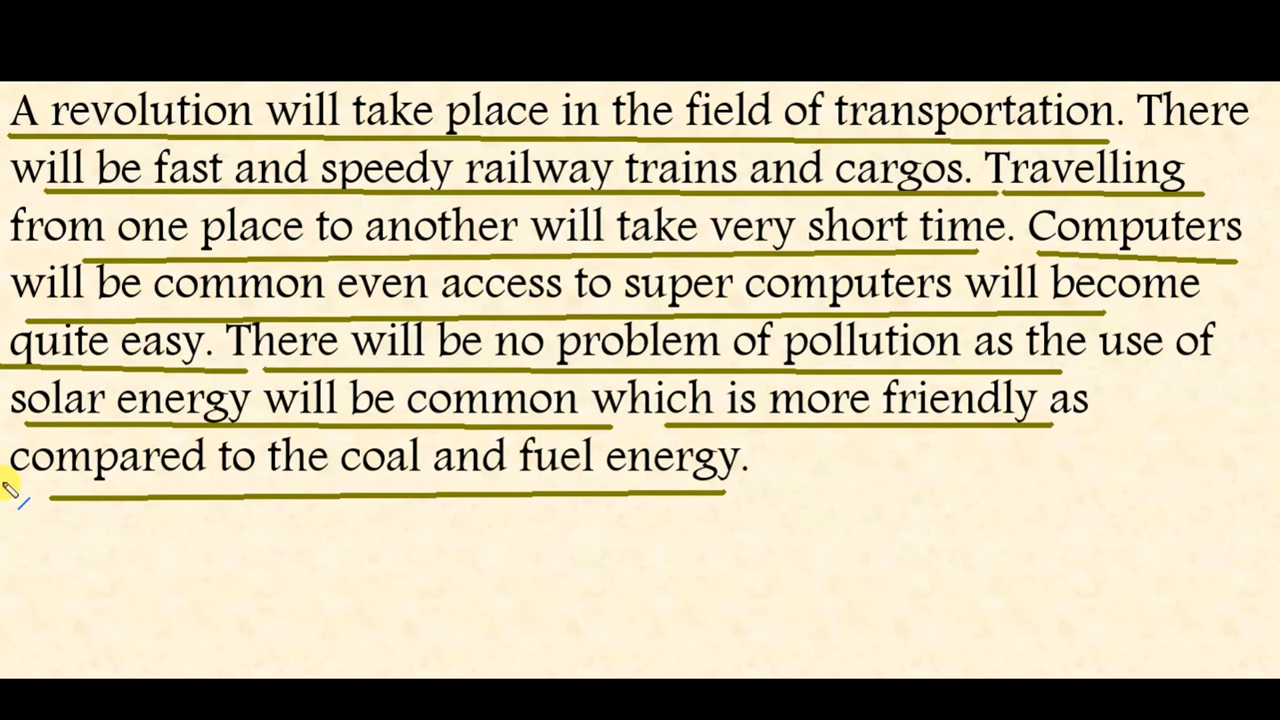 A revolution will take place in the field of transportation. There
will be fast and speedy railway trains and cargos. Travelling
from one place to another will take very short time. Computers
will be common even access to super computers will become
quite easy. There will be no problem of pollution as the use of
solar energy will be common which is more friendly as
compared to the coal and fuel energy.